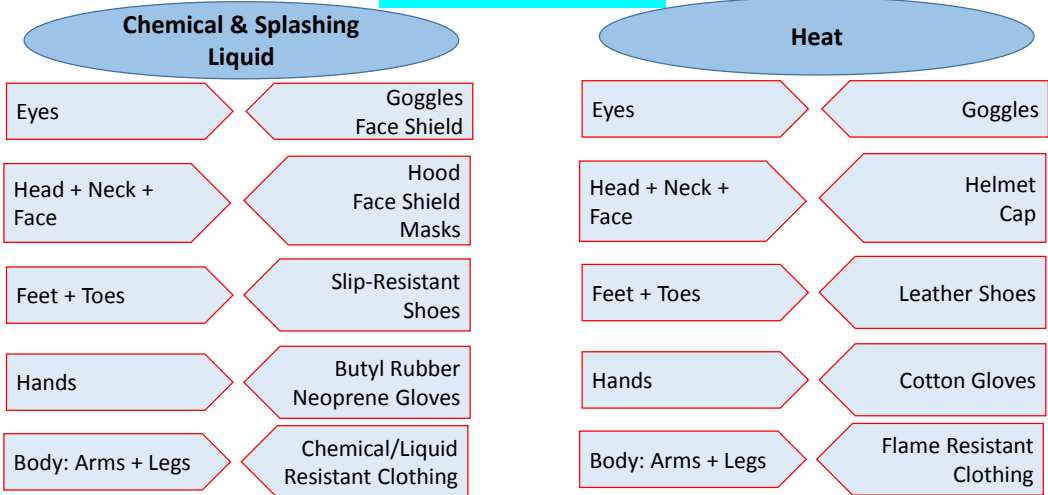 Chemical & Splashing
Liquid
Eyes
Goggles
Face Shield
Head + Neck +
Face
Hood
Face Shield
Masks
Feet + Toes
Slip-Resistant
Shoes
Hands
Butyl Rubber
Neoprene Gloves
Body: Arms + Legs
Chemical/Liquid
Resistant Clothing
Heat
Eyes
Goggles
Head + Neck +
Face
Helmet
Cap
Feet + Toes
Leather Shoes
Hands
Cotton Gloves
Body: Arms + Legs
Flame Resistant
Clothing